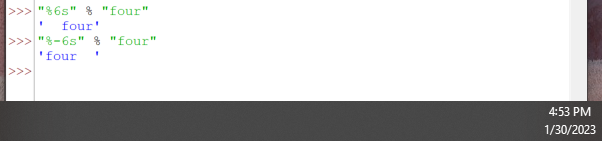 >>> "%6s" % "four"
'  four'
>>> "%-6s" % "four"
'four  '
>>>
4:53 PM
1/30/2023